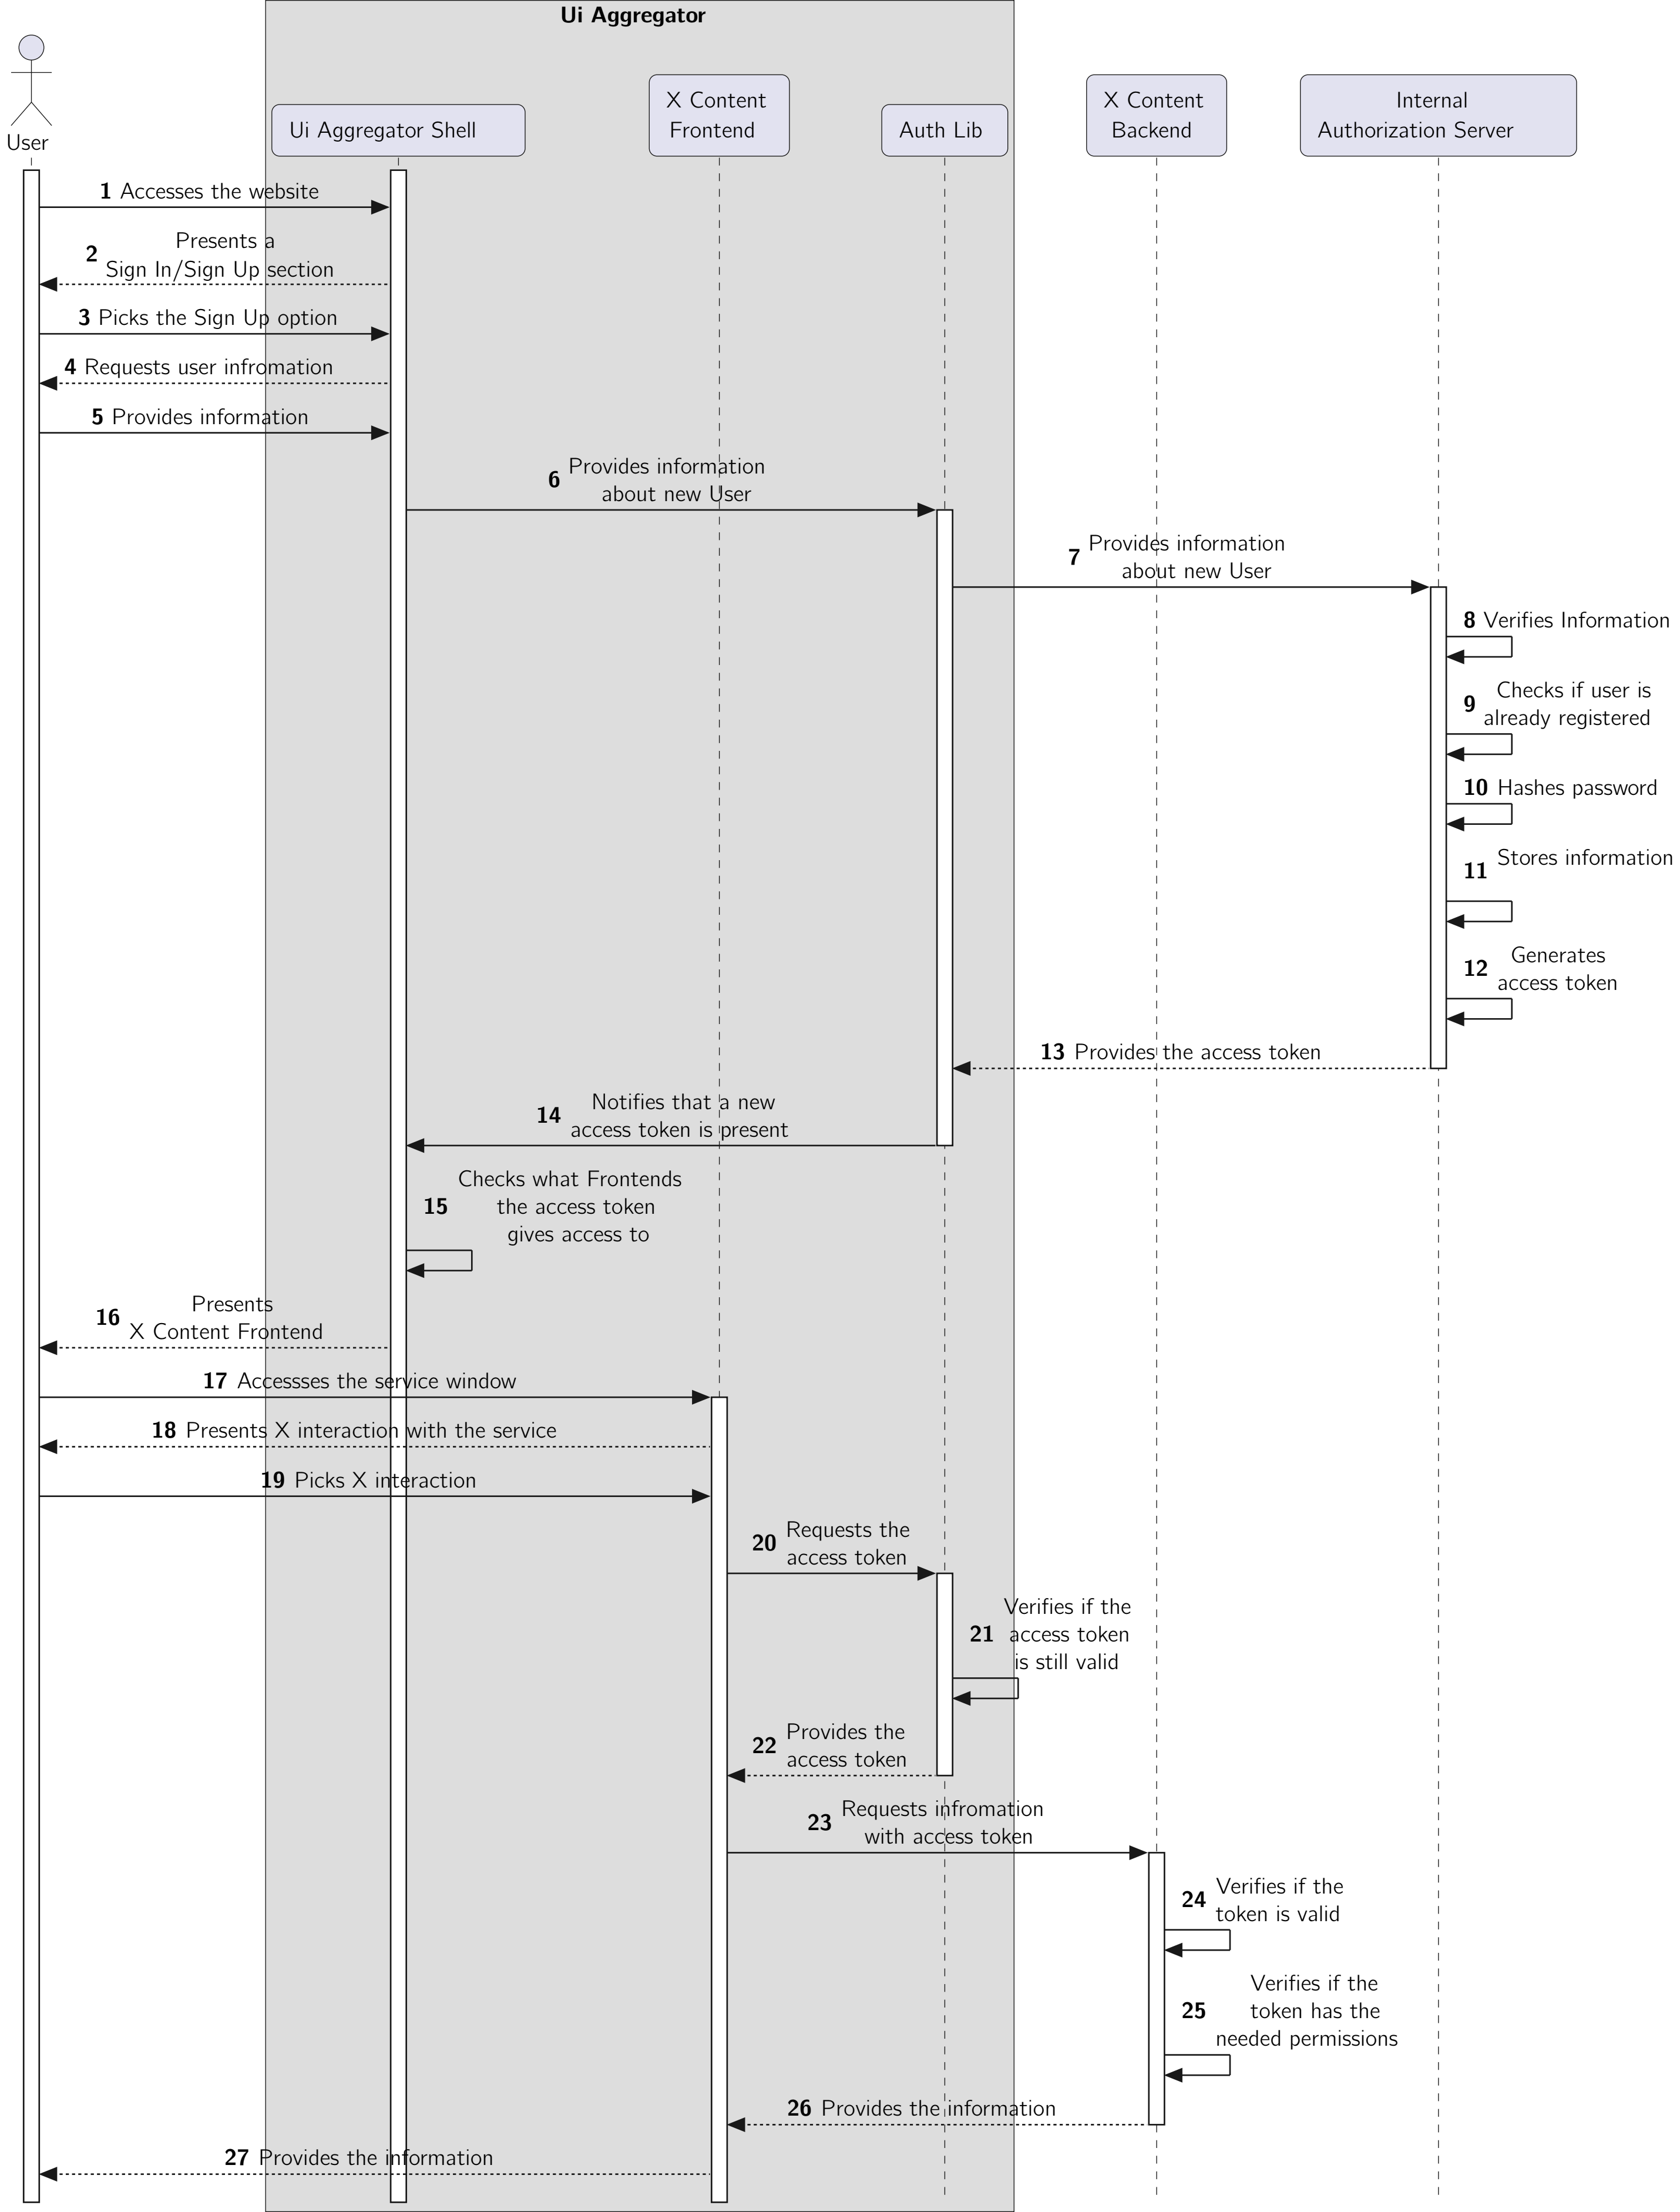 Ui Aggregator
User
Ui Aggregator Shell
X Content
Frontend
Auth Lib
X Content
Backend
Internal
Authorization Server
1 Accesses the website
2 Presents a
Sign In/Sign Up section
3 Picks the Sign Up option
4 Requests user infromation
5 Provides information
6 Provides information
about new User
7 Provides information
about new User
8 Verifies Information
9 Checks if user is
already registered
10 Hashes password
11 Stores information
12 Generates
access token
13 Provides the access token
14 Notifies that a new
access token is present
15 Checks what Frontends
the access token
gives access to
16 Presents
X Content Frontend
17 Accessses the service window
18 Presents X interaction with the service
19 Picks X interaction
20 Requests the
access token
21 Verifies if the
access token
is still valid
22 Provides the
access token
23 Requests infromation
with access token
24 Verifies if the
token is valid
25 Verifies if the
token has the
needed permissions
26 Provides the information
27 Provides the information